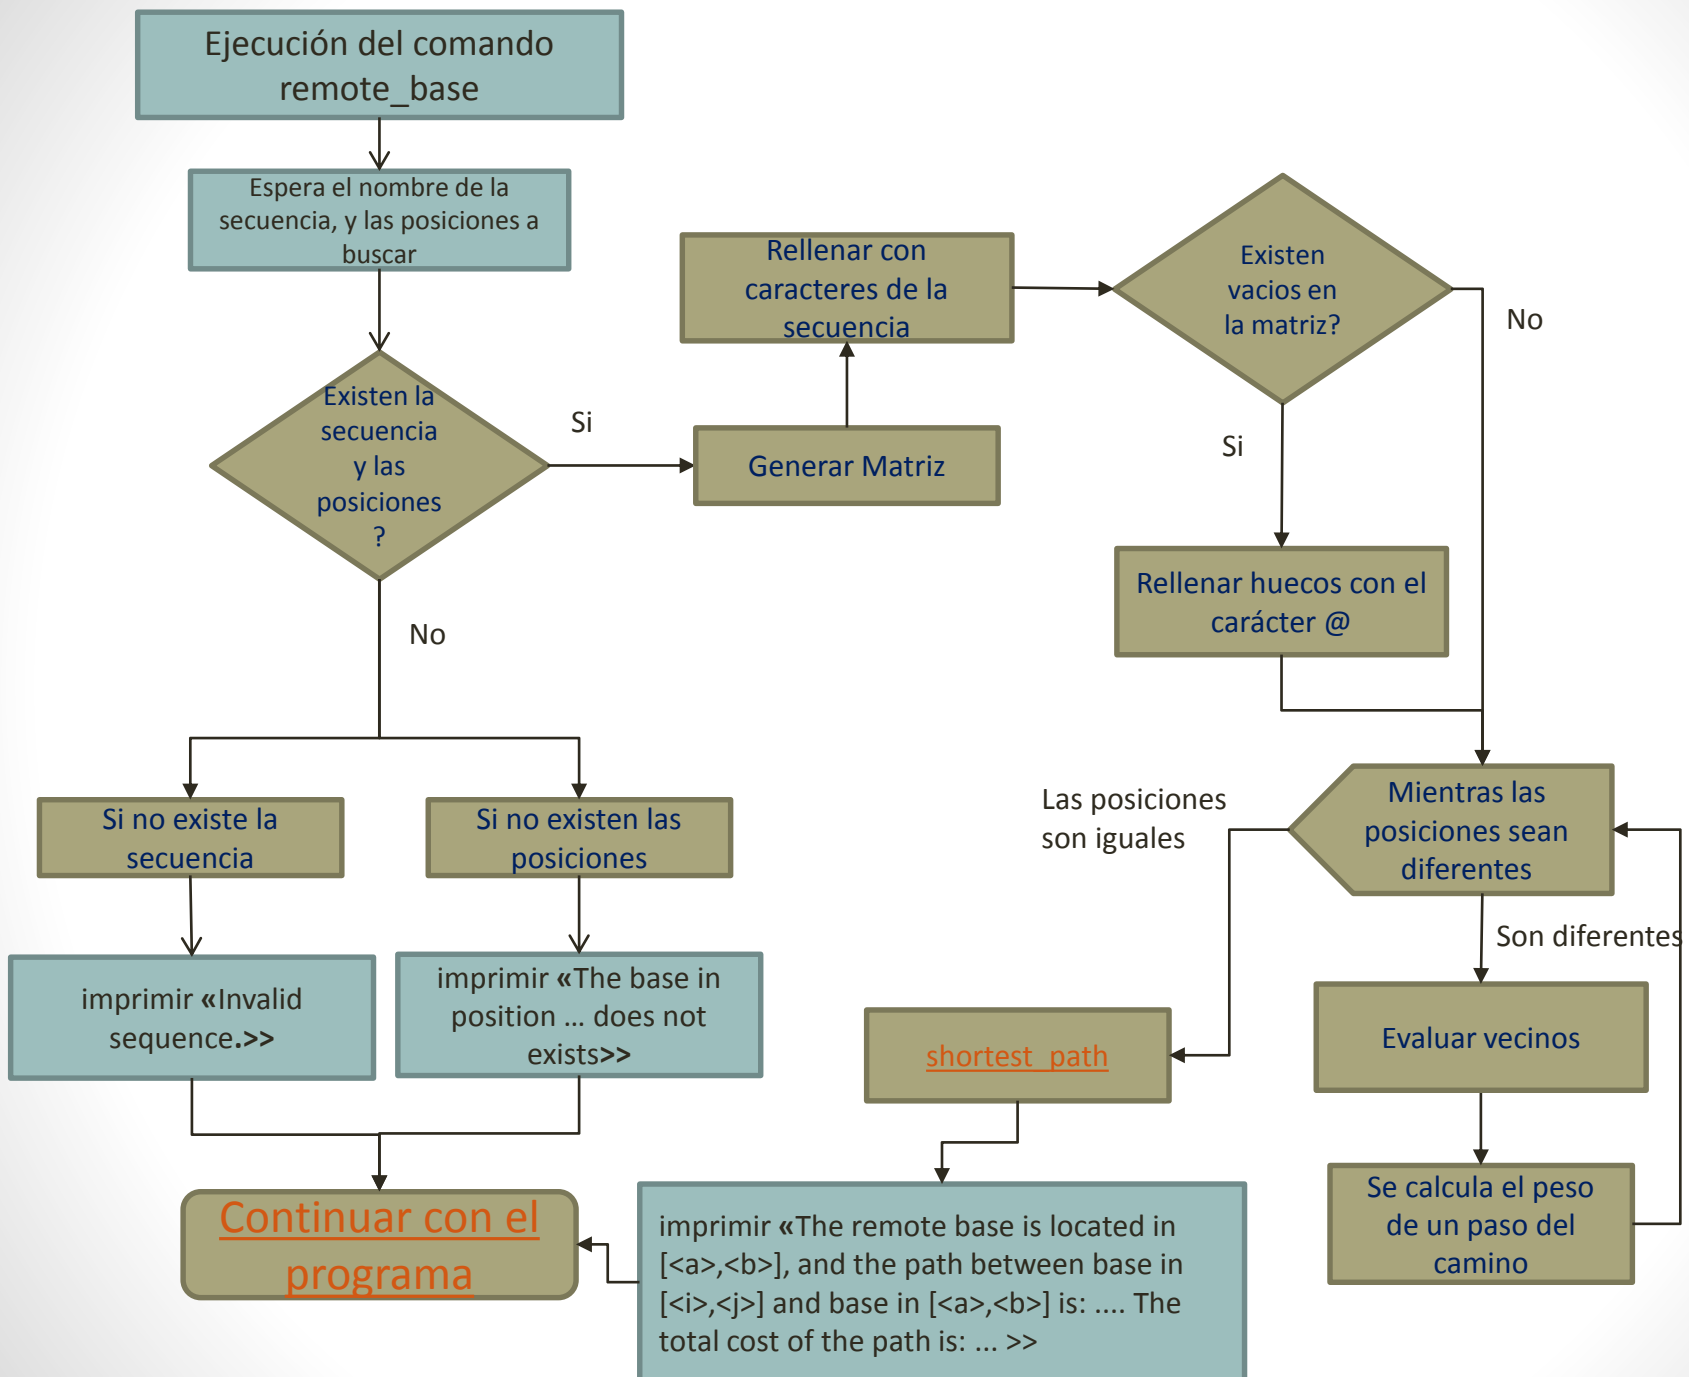 Ejecución del comando
remote_base
Espera el nombre de la
secuencia, y las posiciones a
buscar
Existen la
secuencia
y las
posiciones
?
Si
No
Generar Matriz
Rellenar con
caracteres de la
secuencia
Existen
vacios en
la matriz?
No
Si
Rellenar huecos con el
carácter @
Si no existe la
secuencia
Si no existen las
posiciones
imprimir «Invalid
sequence.>>
imprimir «The base in
position ... does not
exists>>
Mientras las
posiciones sean
diferentes
Las posiciones
son iguales
Son diferentes
Evaluar vecinos
Se calcula el peso
de un paso del
camino
shortest_path
imprimir «The remote base is located in
[<a>,<b>], and the path between base in
[<i>,<j>] and base in [<a>,<b>] is: .... The
total cost of the path is: ... >>
Continuar con el
programa